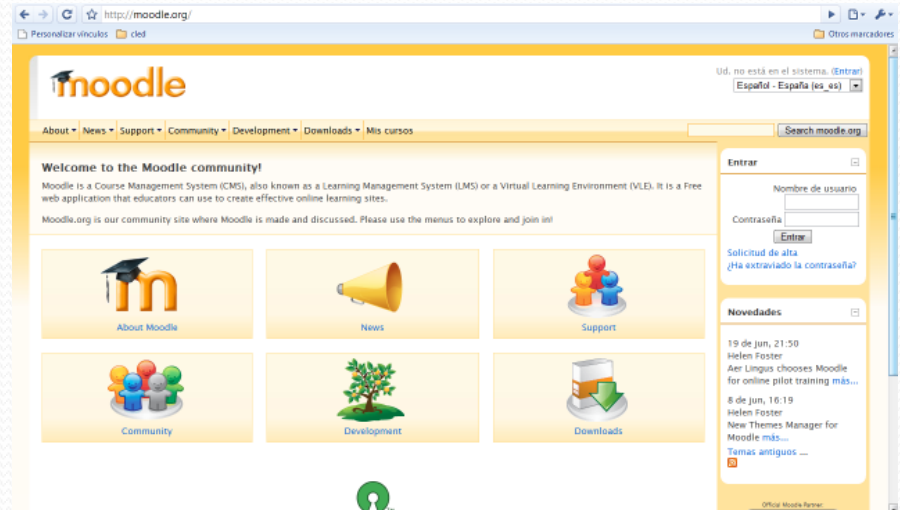 http://moodle.org/
Personalizar vínculos cled Otros marcadores
moodle
Ud. no está en el sistema. (Entrar)
Español - España (es_es)
About News Support Community Development Downloads Mis cursos
Search moodle.org
Welcome to the Moodle community!
Moodle is a Course Management System (CMS), also known as a Learning Management System (LMS) or a Virtual Learning Environment (VLE). It is a Free
web application that educators can use to create effective online learning sites.
Moodle.org is our community site where Moodle is made and discussed. Please use the menus to explore and join in!
About Moodle
News
Support
Community
Development
Downloads
Entrar
Nombre de usuario
Contraseña
Entrar
Solicitud de alta
¿Ha extraviado la contraseña?
Novedades
19 de jun, 21:50
Helen Foster
Aer Lingus chooses Moodle
for online pilot training más...
8 de jun, 16:19
Helen Foster
New Themes Manager for
Moodle más...
Temas antiguos ...
Official Moodle Partner